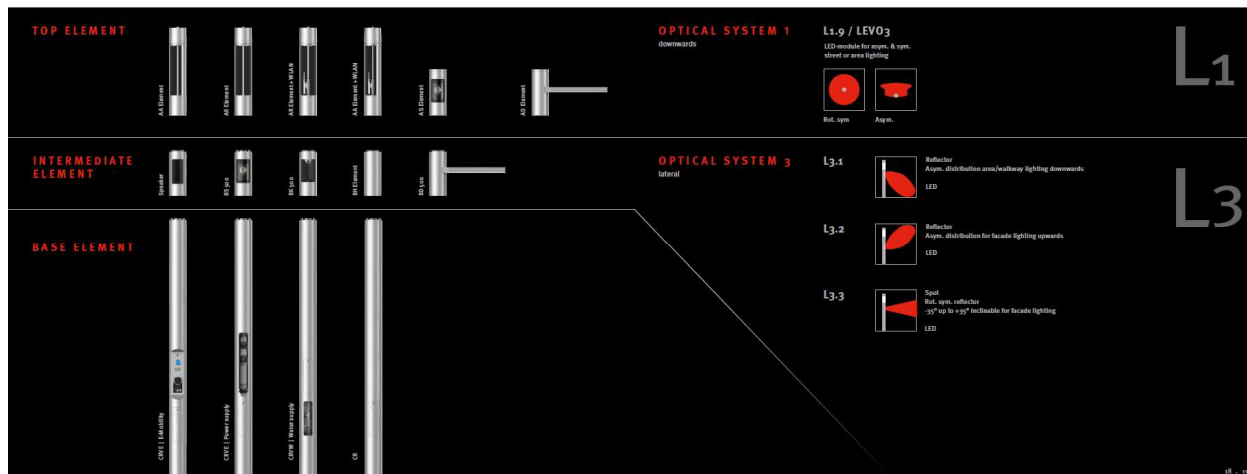 TOP ELEMENT
AA Element
AR Element
AR Element + WLAN
AA Element + WLAN
AS Element
AD Element
OPTICAL SYSTEM 1
downwards
L1.9 / LEVO3
LED-module for asym. & sym.
street or area lighting
Rot. sym
Asym.
L1
INTERMEDIATE
ELEMENT
Speaker
BS 500
BK 500
BH Element
BD 500
OPTICAL SYSTEM 3
lateral
L3.1
Reflector
Asym. distribution area/walkway lighting downwards
LED
L3.2
Reflector
Asym. distribution for facade lighting upwards
LED
L3.3
Spot
Rot. sym. reflector
-35° up to +35° inclinable for facade lighting
LED
L3
BASE ELEMENT
CRVE | E-Mobility
CRVE | Power supply
CRVW | Water supply
CR
18 .